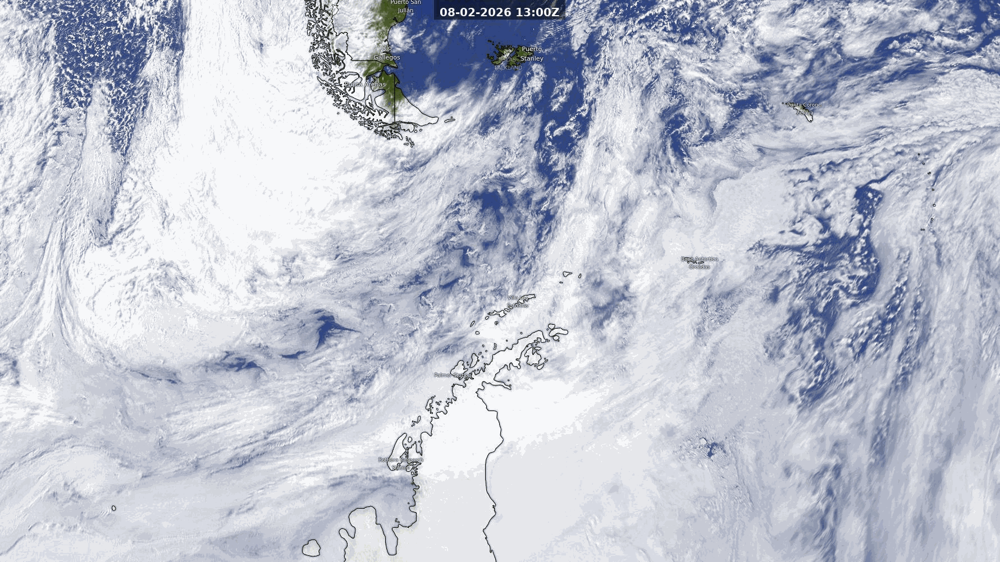 Puerto San
Julián
08-02-2026 13:00Z
Río
Gallegos
Puerto
Stanley
ISLAS
FALKLAND
Punta Arenas
Punta Coronel
Zelaya
Base Antartica
Orcadas
Villa Las
Estrellas
Palmer Station
Rothera Research
Station